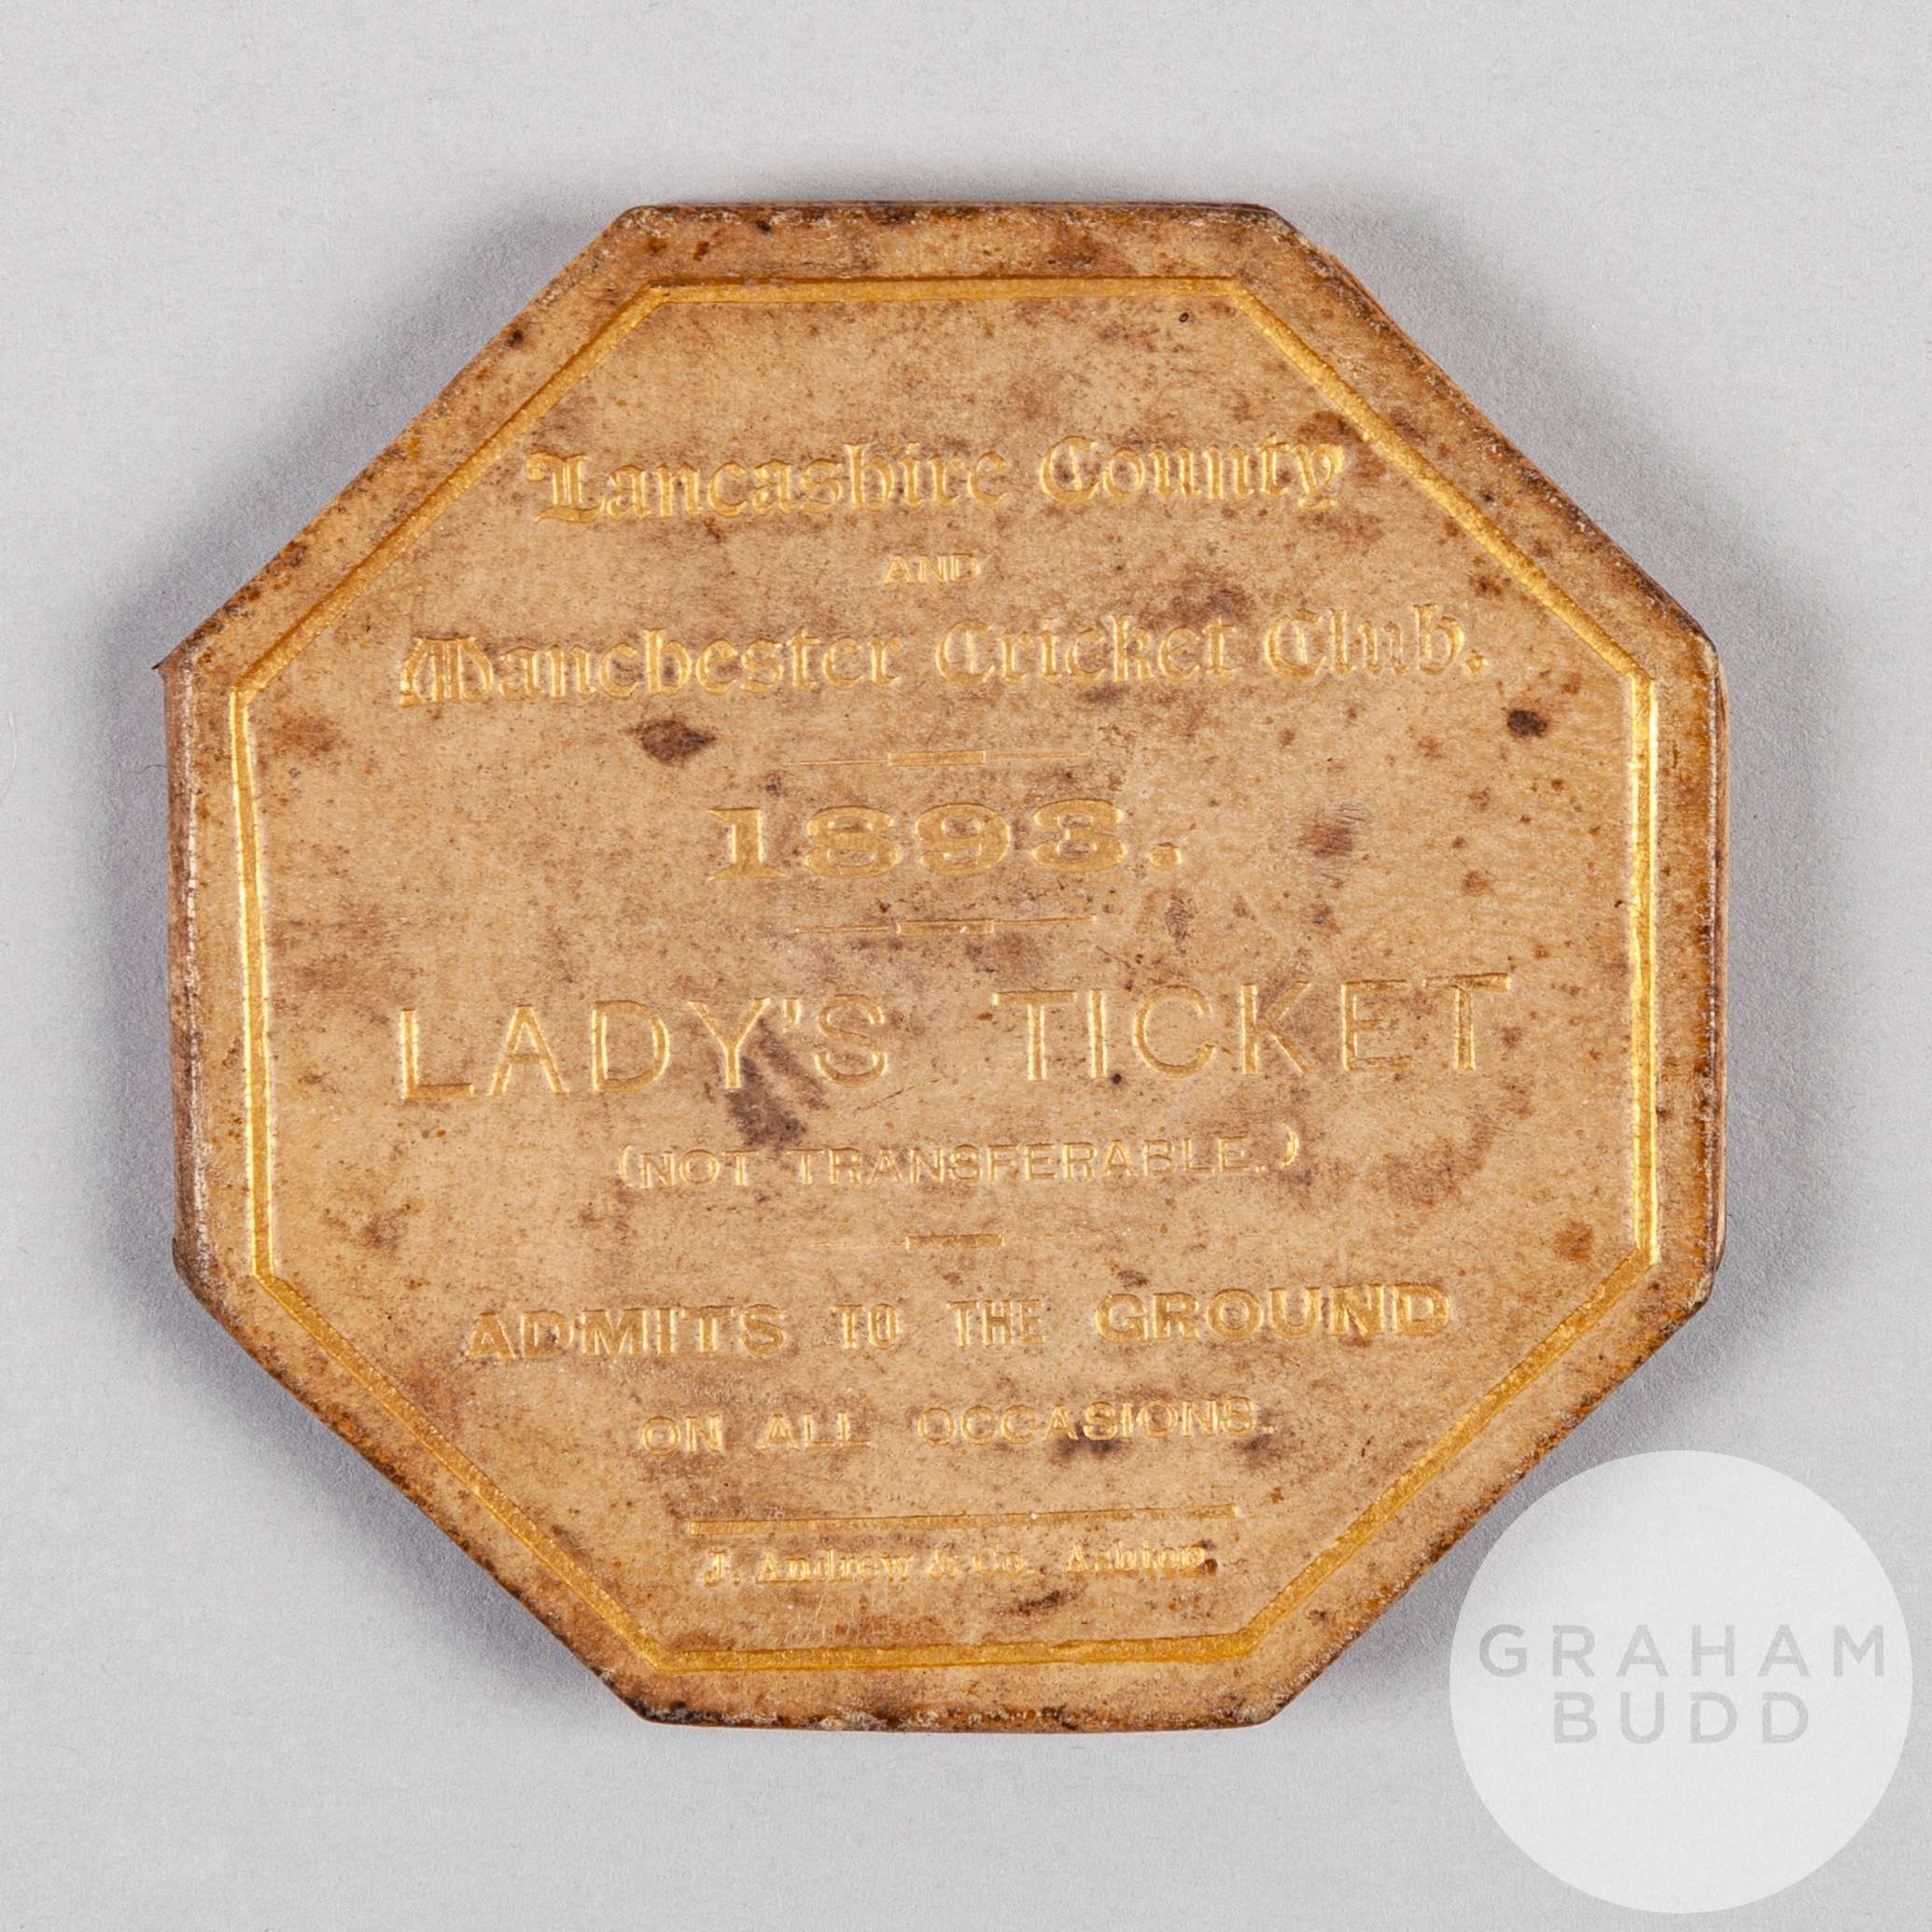 Lancashire County
AND
Manchester Cricket Club.
1893.
LADY'S TICKET
(NOT TRANSFERABLE.)
ADMITS TO THE GROUND
ON ALL OCCASIONS.
J. Andrew & Co. Ashton.
GRAHAM
BUDD